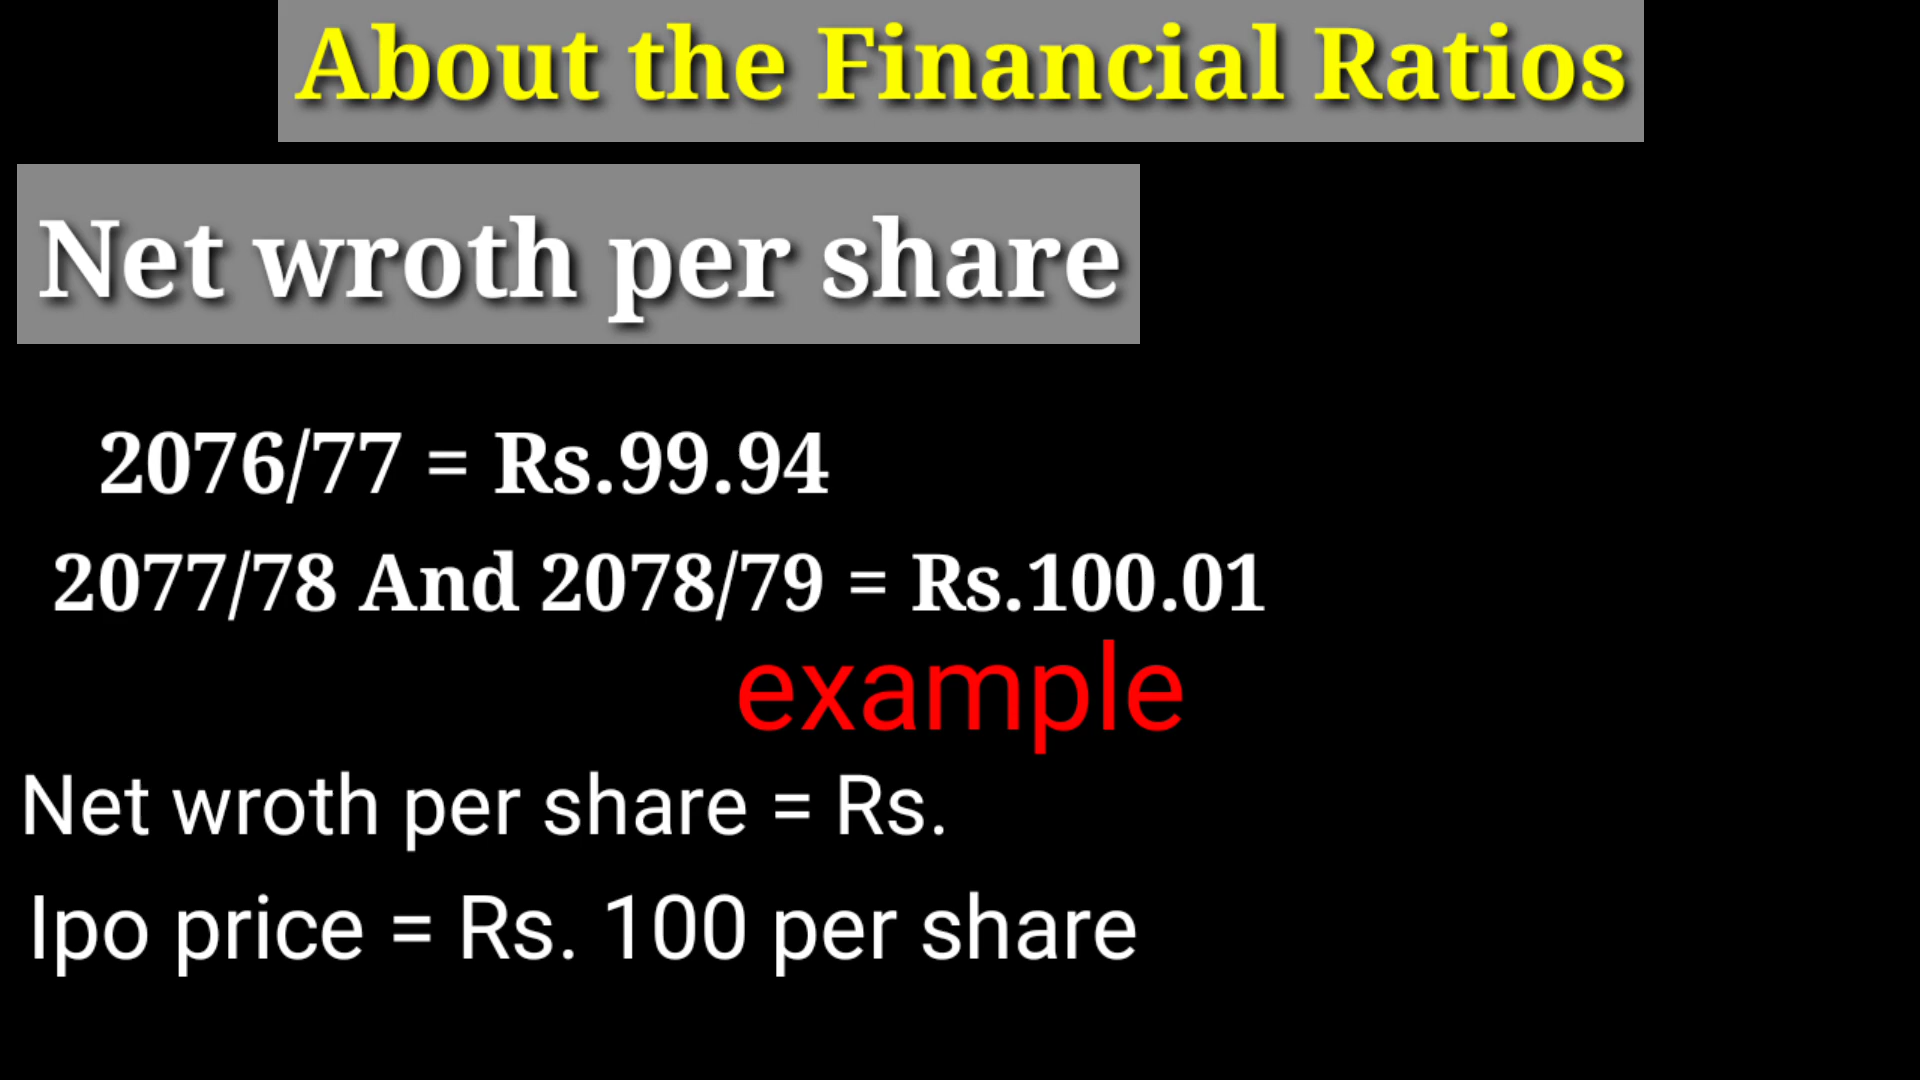 About the Financial Ratios
Net wroth per share
2076/77 = Rs.99.94
2077/78 And 2078/79 = Rs.100.01
example
Net wroth per share = Rs.
Ipo price = Rs. 100 per share